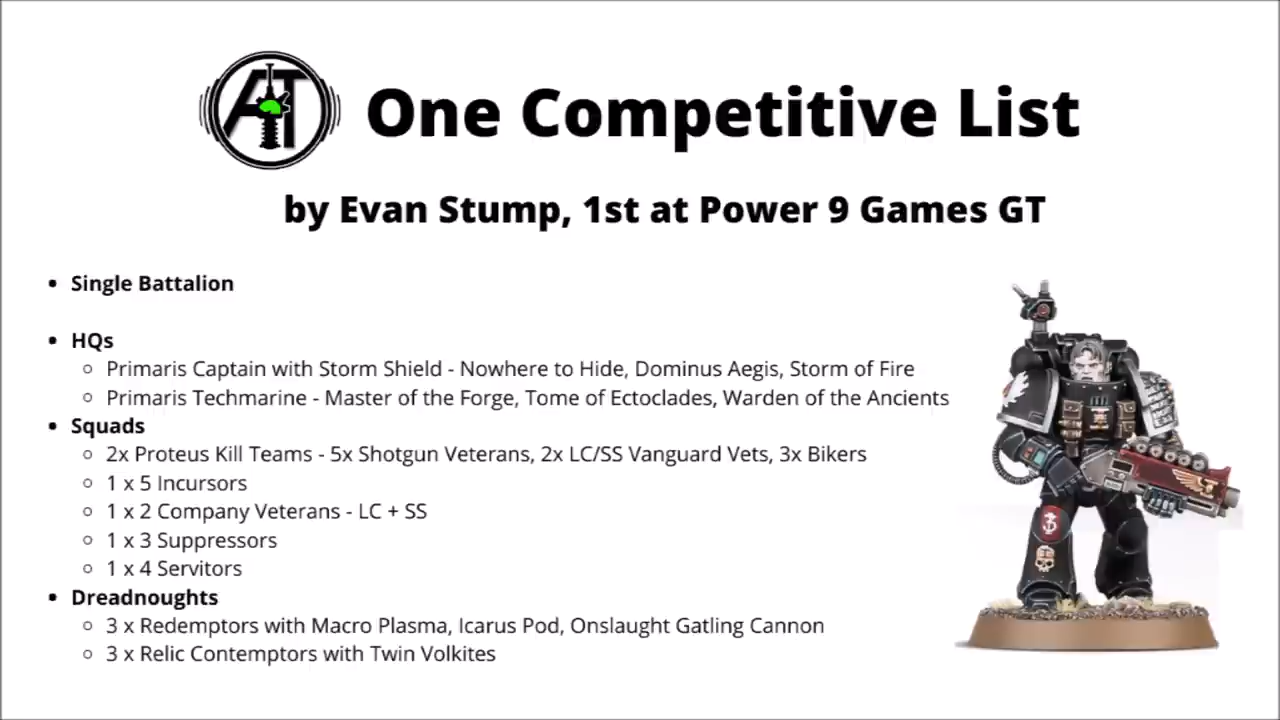 AT
One Competitive List
by Evan Stump, 1st at Power 9 Games GT
• Single Battalion
• HQs
○ Primaris Captain with Storm Shield - Nowhere to Hide, Dominus Aegis, Storm of Fire
○ Primaris Techmarine - Master of the Forge, Tome of Ectoclades, Warden of the Ancients
• Squads
○ 2x Proteus Kill Teams - 5x Shotgun Veterans, 2x LC/SS Vanguard Vets, 3x Bikers
○ 1 x 5 Incursors
○ 1 x 2 Company Veterans - LC + SS
○ 1 x 3 Suppressors
○ 1 x 4 Servitors
• Dreadnoughts
○ 3 x Redemptors with Macro Plasma, Icarus Pod, Onslaught Gatling Cannon
○ 3 x Relic Contemptors with Twin Volkites